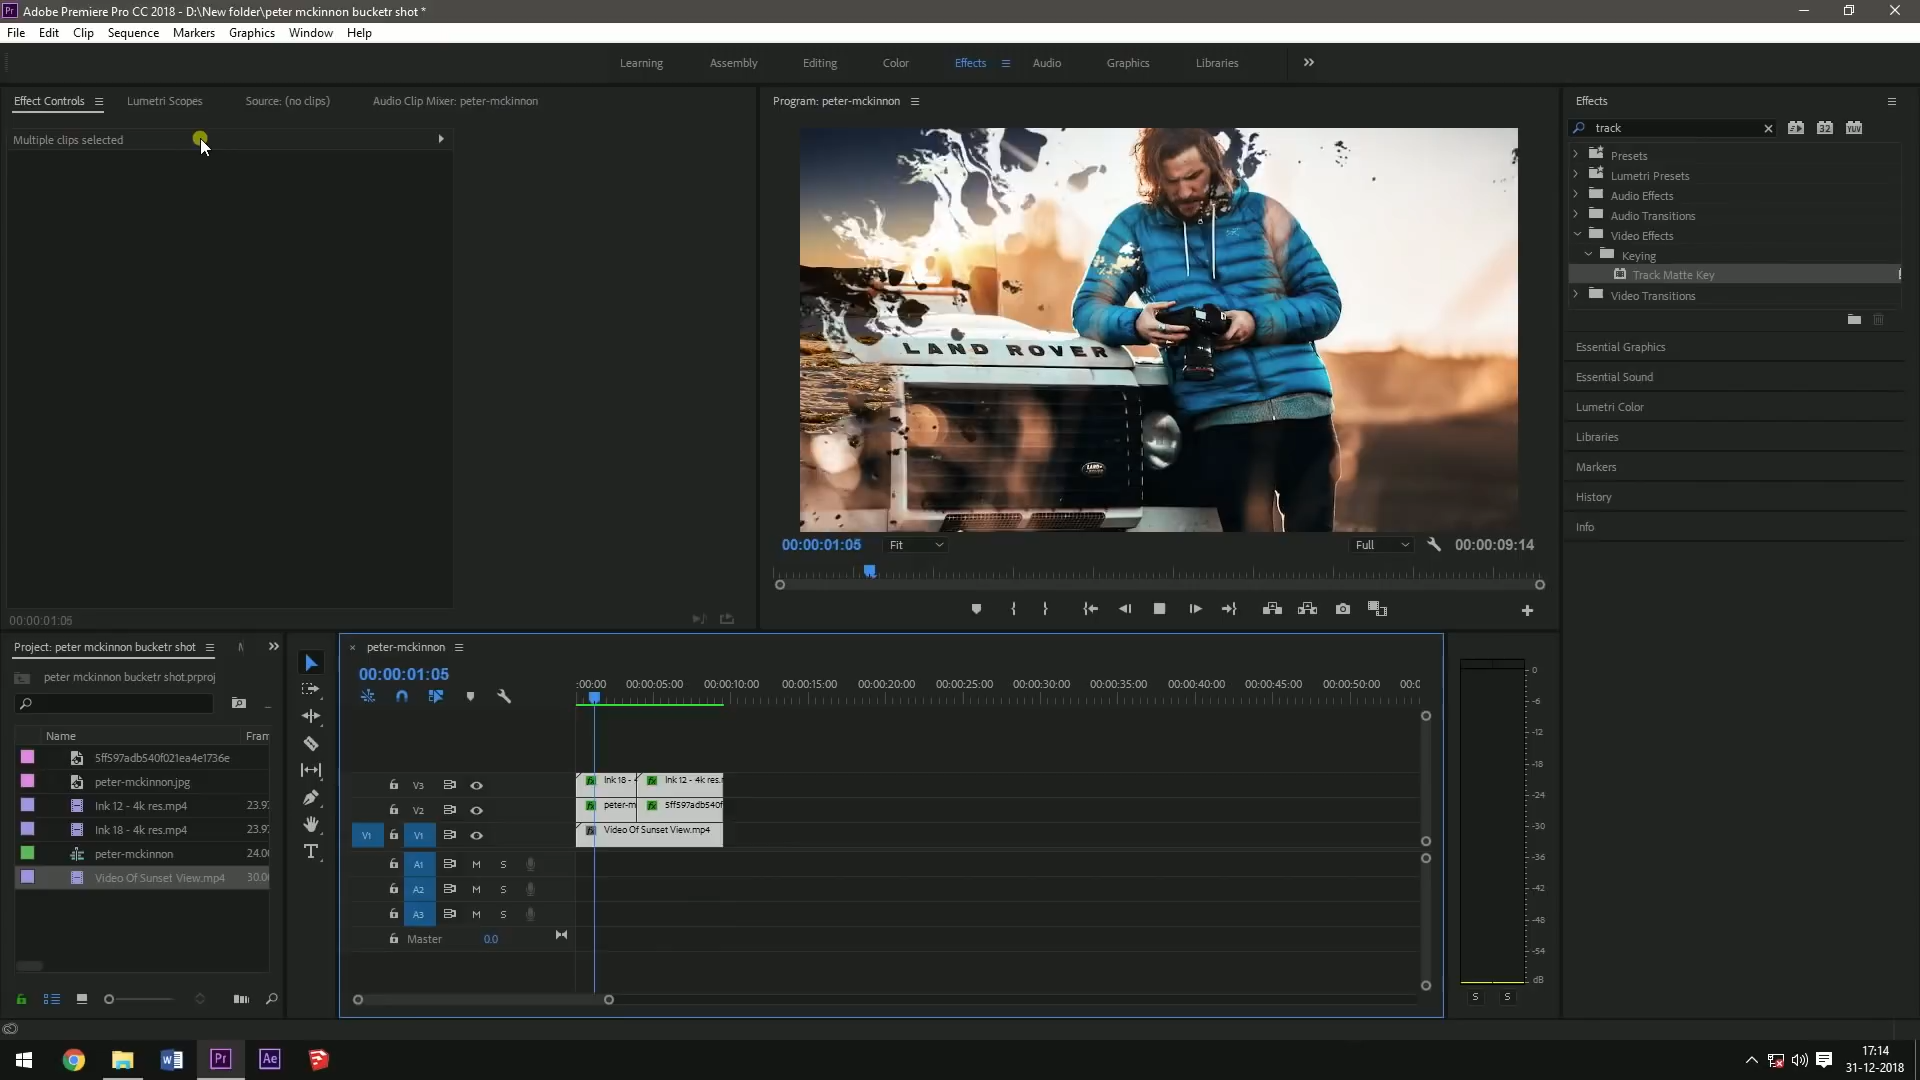 Adobe Premiere Pro CC 2018 - D:\New folder\peter mckinnon bucketr shot *
File Edit Clip Sequence Markers Graphics Window Help
Learning Assembly Editing Color Effects Audio Graphics Libraries
Effect Controls Lumetri Scopes Source: (no clips) Audio Clip Mixer: peter-mckinnon
Multiple clips selected
00:00:01:06
Program: peter-mckinnon
LAND ROVER
00:00:01:05 Fit Full 00:00:09:14
Effects
track
32 YUV
Presets
Lumetri Presets
Audio Effects
Audio Transitions
Video Effects
Keying
Track Matte Key
Video Transitions
Essential Graphics
Essential Sound
Lumetri Color
Libraries
Markers
History
Info
Project: peter mckinnon bucketr shot
peter mckinnon bucketr shot.prproj
Name Fram
5ff597adb540f021ea4e1736e
peter-mckinnon.jpg
Ink 12 - 4k res.mp4 23.97
Ink 18 - 4k res.mp4 23.97
peter-mckinnon 24.00
Video Of Sunset View.mp4 30.00
peter-mckinnon
00:00:01:05
:00:00 00:00:05:00 00:00:10:00 00:00:15:00 00:00:20:00 00:00:25:00 00:00:30:00 00:00:35:00 00:00:40:00 00:00:45:00 00:00:50:00 00:0
V3 Ink 18 - 4 Ink 12 - 4k res.
V2 peter-m 5ff597adb540f
V1 V1 Video Of Sunset View.mp4
A1 M S
A2 M S
A3 M S
Master 0.0
0
-6
-12
-18
-24
-30
-36
-42
-48
-54
dB
S S
17:14
31-12-2018